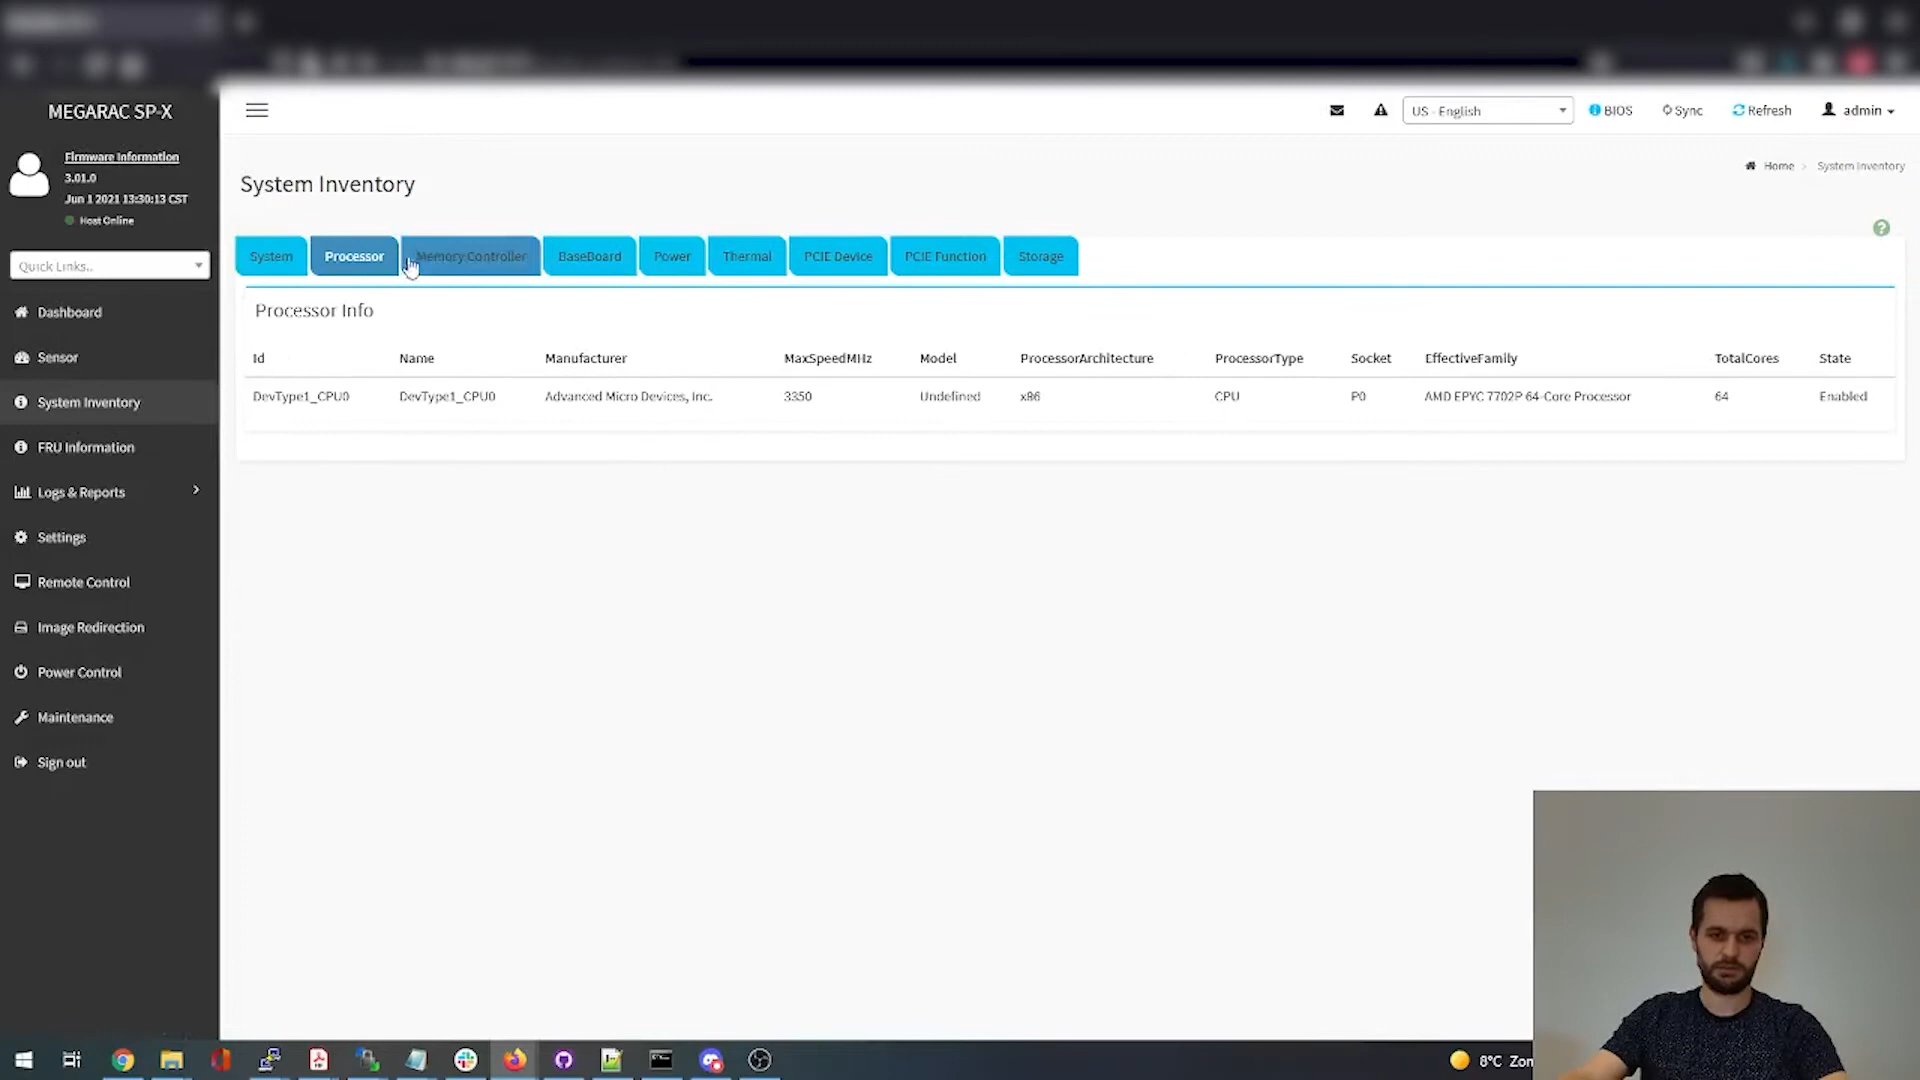 MEGARAC SP-X
Firmware Information
3.01.0
Jun 1 2021 13:30:13 CST
Host Online
Quick Links..
Dashboard
Sensor
System Inventory
FRU Information
Logs & Reports
Settings
Remote Control
Image Redirection
Power Control
Maintenance
Sign out
US - English BIOS Sync Refresh admin
Home > System Inventory
System Inventory
System Processor Memory Controller BaseBoard Power Thermal PCIE Device PCIE Function Storage
Processor Info
Id Name Manufacturer MaxSpeedMHz Model ProcessorArchitecture ProcessorType Socket EffectiveFamily TotalCores State
DevType1_CPU0 DevType1_CPU0 Advanced Micro Devices, Inc. 3350 Undefined x86 CPU P0 AMD EPYC 7702P 64-Core Processor 64 Enabled
8°C Zon